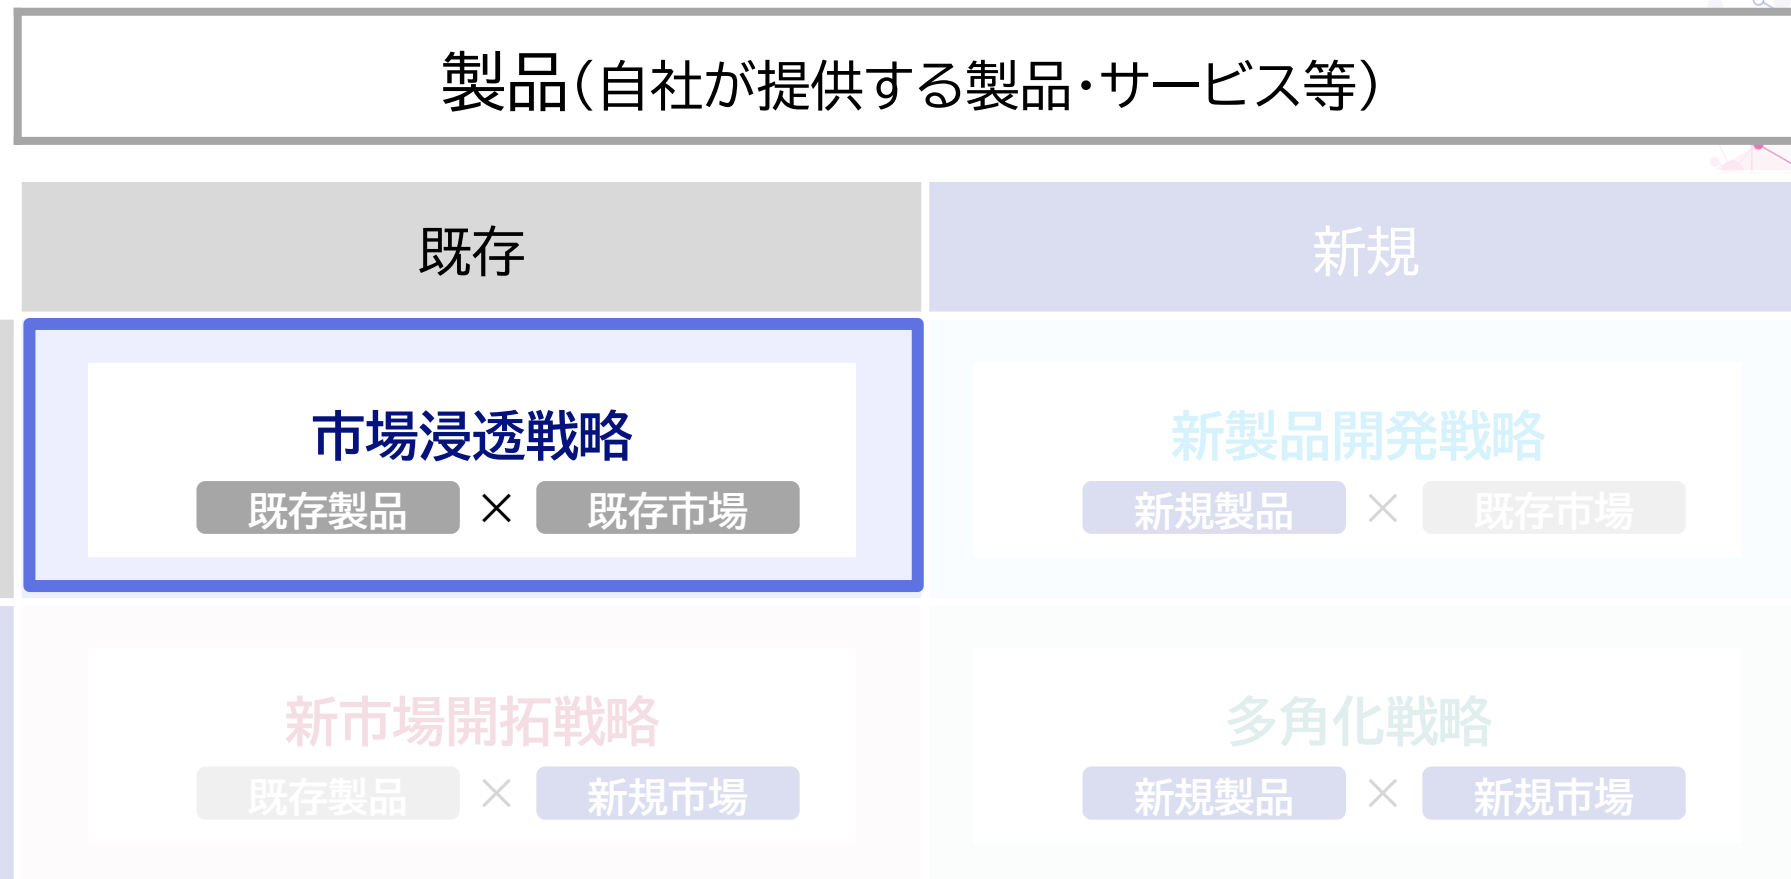 製品(自社が提供する製品・サービス等)
既存
新規
市場浸透戦略
既存製品 × 既存市場
新製品開発戦略
新規製品 × 既存市場
新市場開拓戦略
既存製品 × 新規市場
多角化戦略
新規製品 × 新規市場